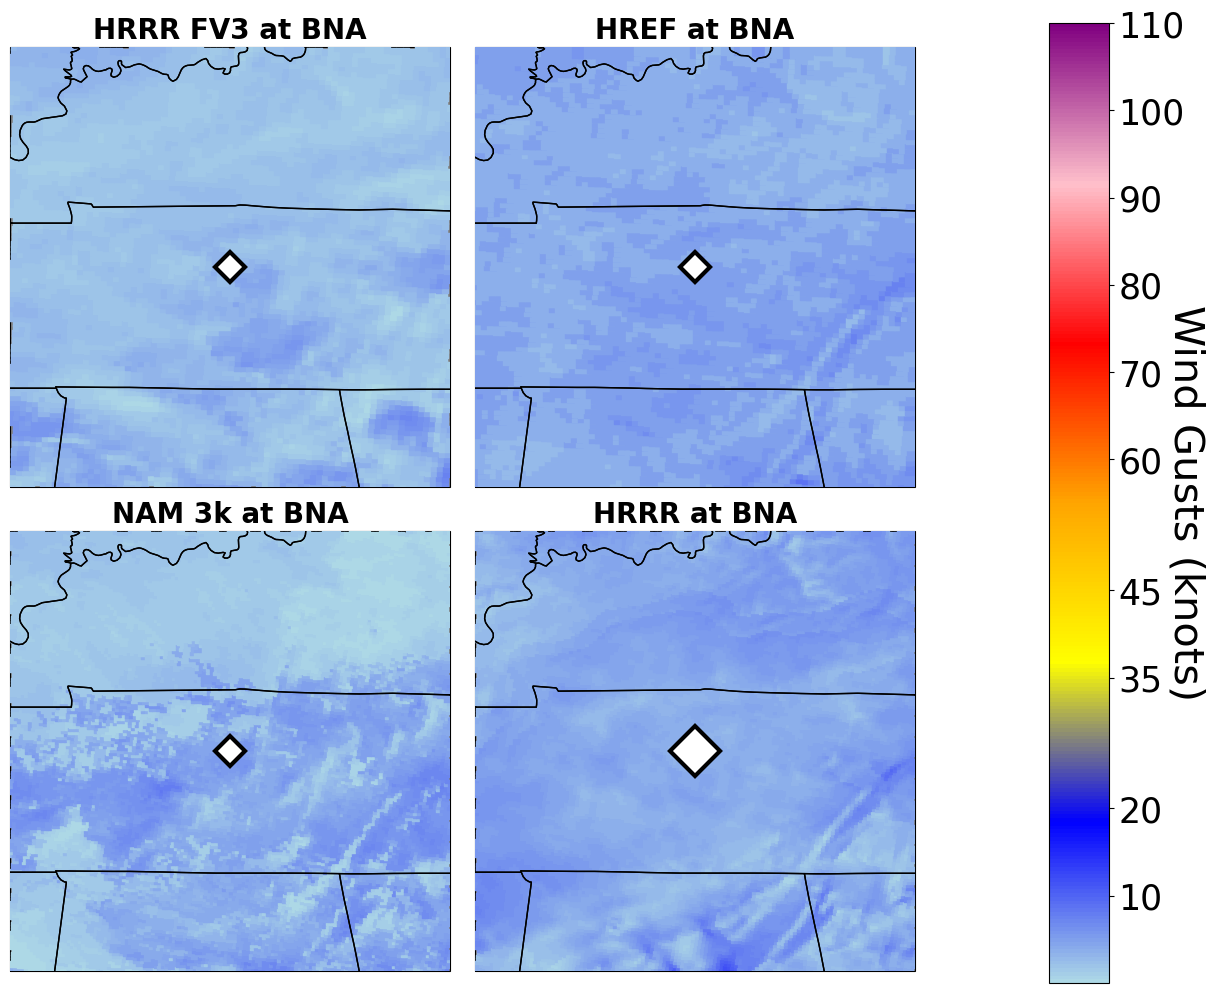 HRRR FV3 at BNA
HREF at BNA
NAM 3k at BNA
HRRR at BNA
110
100
90
80
70
60
45
35
20
10
Wind Gusts (knots)